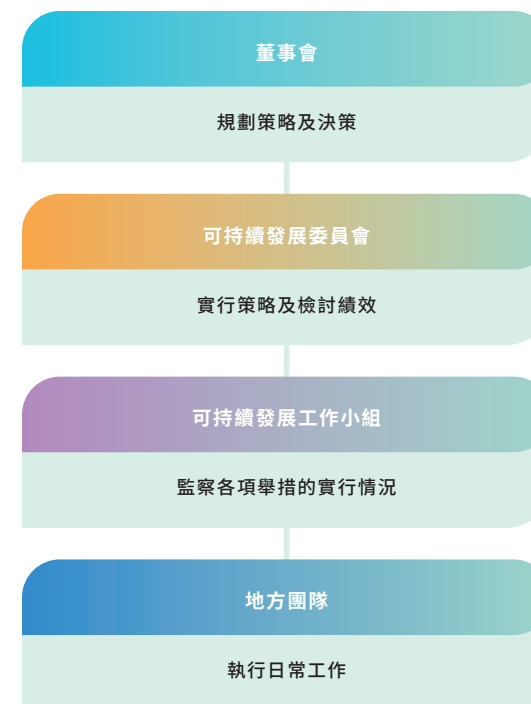 董事會
規劃策略及決策
可持續發展委員會
實行策略及檢討績效
可持續發展工作小組
監察各項舉措的實行情況
地方團隊
執行日常工作